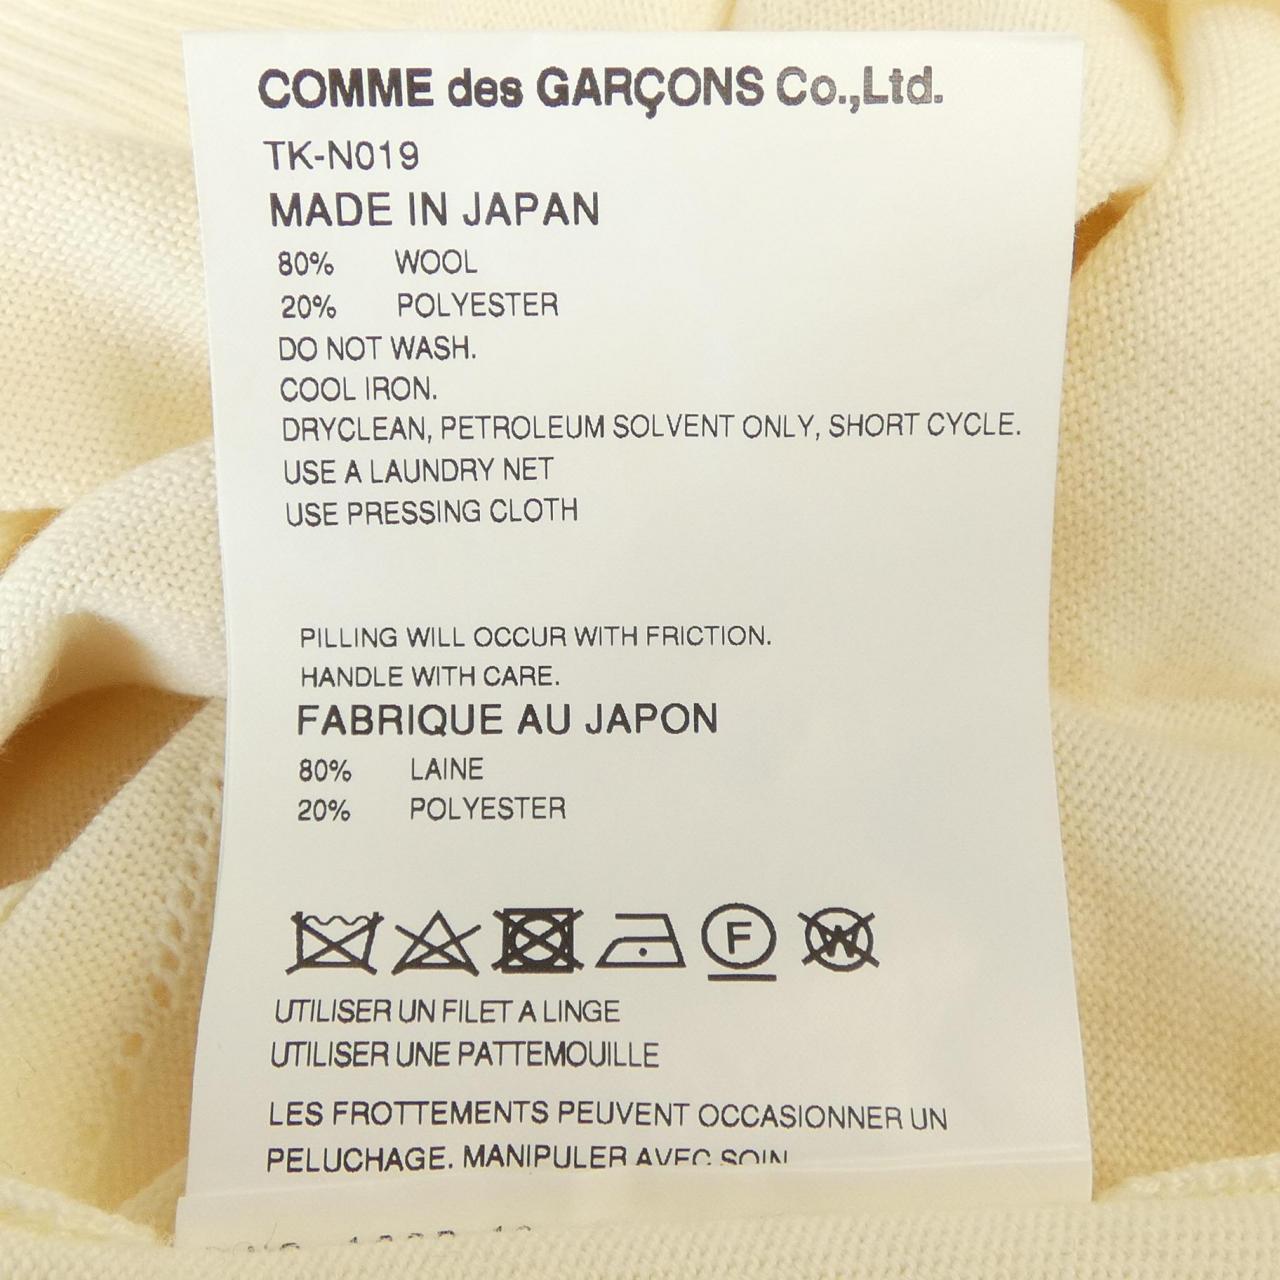 COMME des GARÇONS Co.,Ltd.
TK-N019
MADE IN JAPAN
80% WOOL
20% POLYESTER
DO NOT WASH.
COOL IRON.
DRYCLEAN, PETROLEUM SOLVENT ONLY, SHORT CYCLE.
USE A LAUNDRY NET
USE PRESSING CLOTH
PILLING WILL OCCUR WITH FRICTION.
HANDLE WITH CARE.
FABRIQUE AU JAPON
80% LAINE
20% POLYESTER
F W
UTILISER UN FILET A LINGE
UTILISER UNE PATTEMOUILLE
LES FROTTEMENTS PEUVENT OCCASIONNER UN
PELUCHAGE. MANIPULER AVEC SOIN